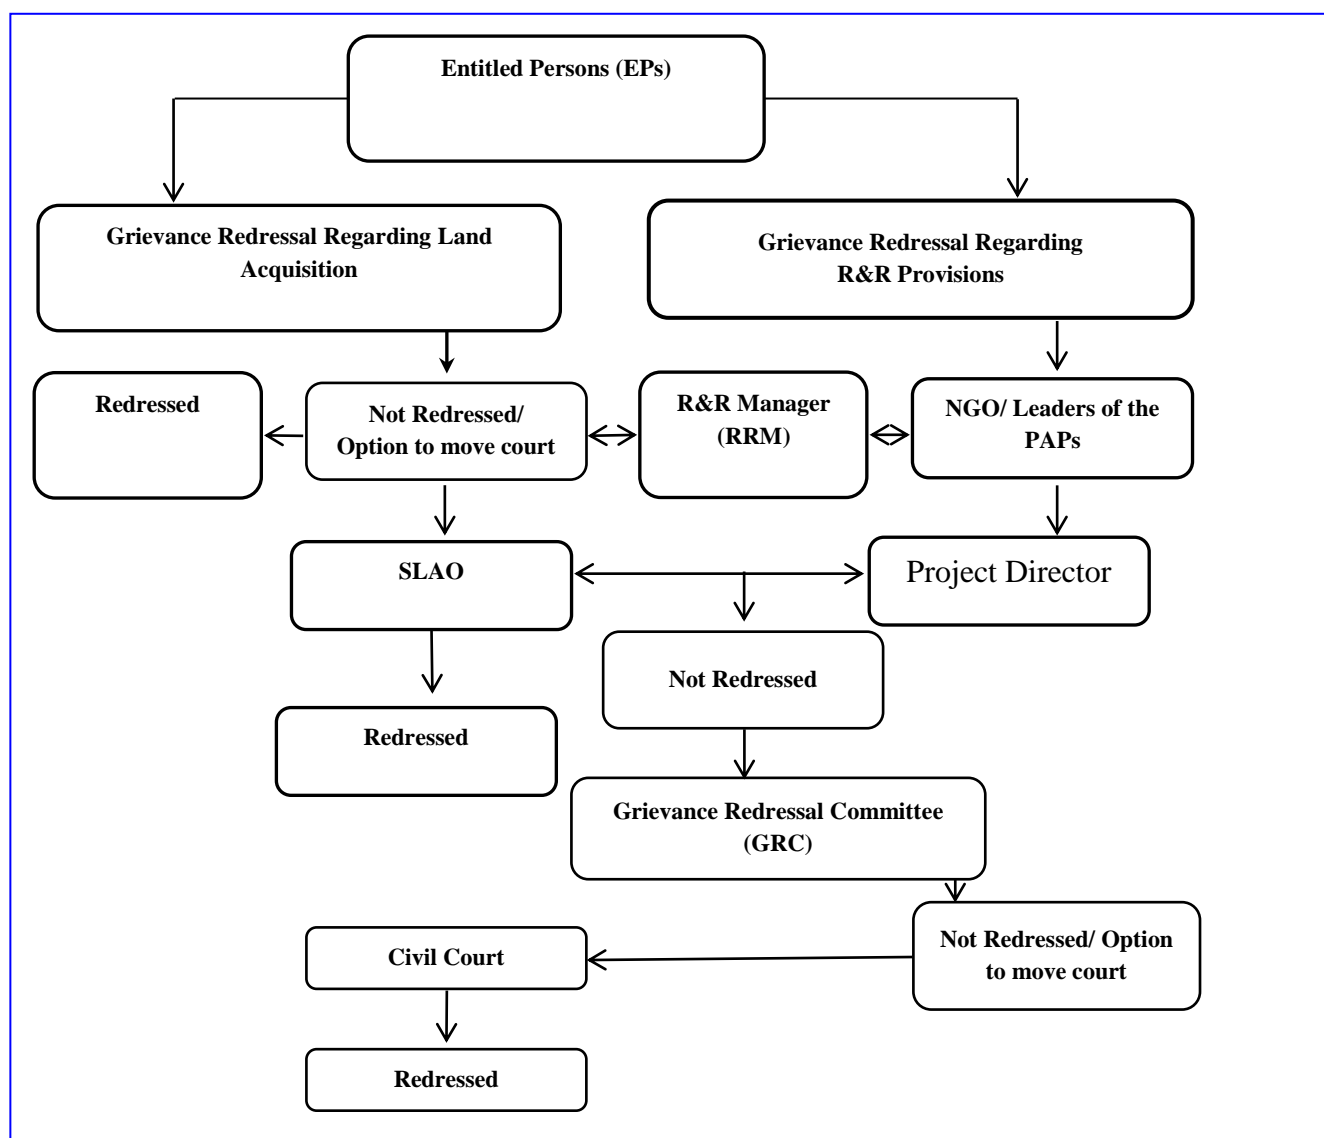 Entitled Persons (EPs)
Grievance Redressal Regarding Land
Acquisition
Grievance Redressal Regarding
R&R Provisions
Redressed
Not Redressed/
Option to move court
R&R Manager
(RRM)
NGO/ Leaders of the
PAPs
SLAO
Project Director
Not Redressed
Redressed
Grievance Redressal Committee
(GRC)
Not Redressed/ Option
to move court
Civil Court
Redressed